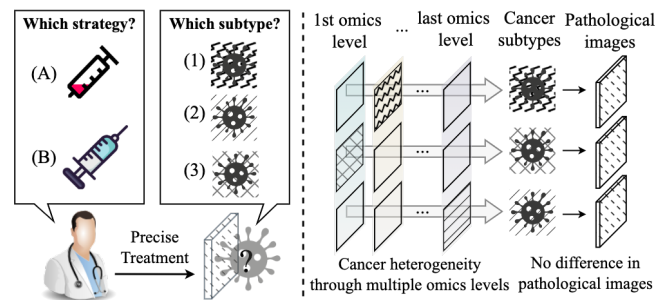 Which strategy?
(A)
(B)
Which subtype?
(1)
(2)
(3)
Precise
Treatment
?
1st omics
level
...
last omics
level
Cancer
subtypes
Pathological
images
...
...
...
Cancer heterogeneity
through multiple omics levels
No difference in
pathological images